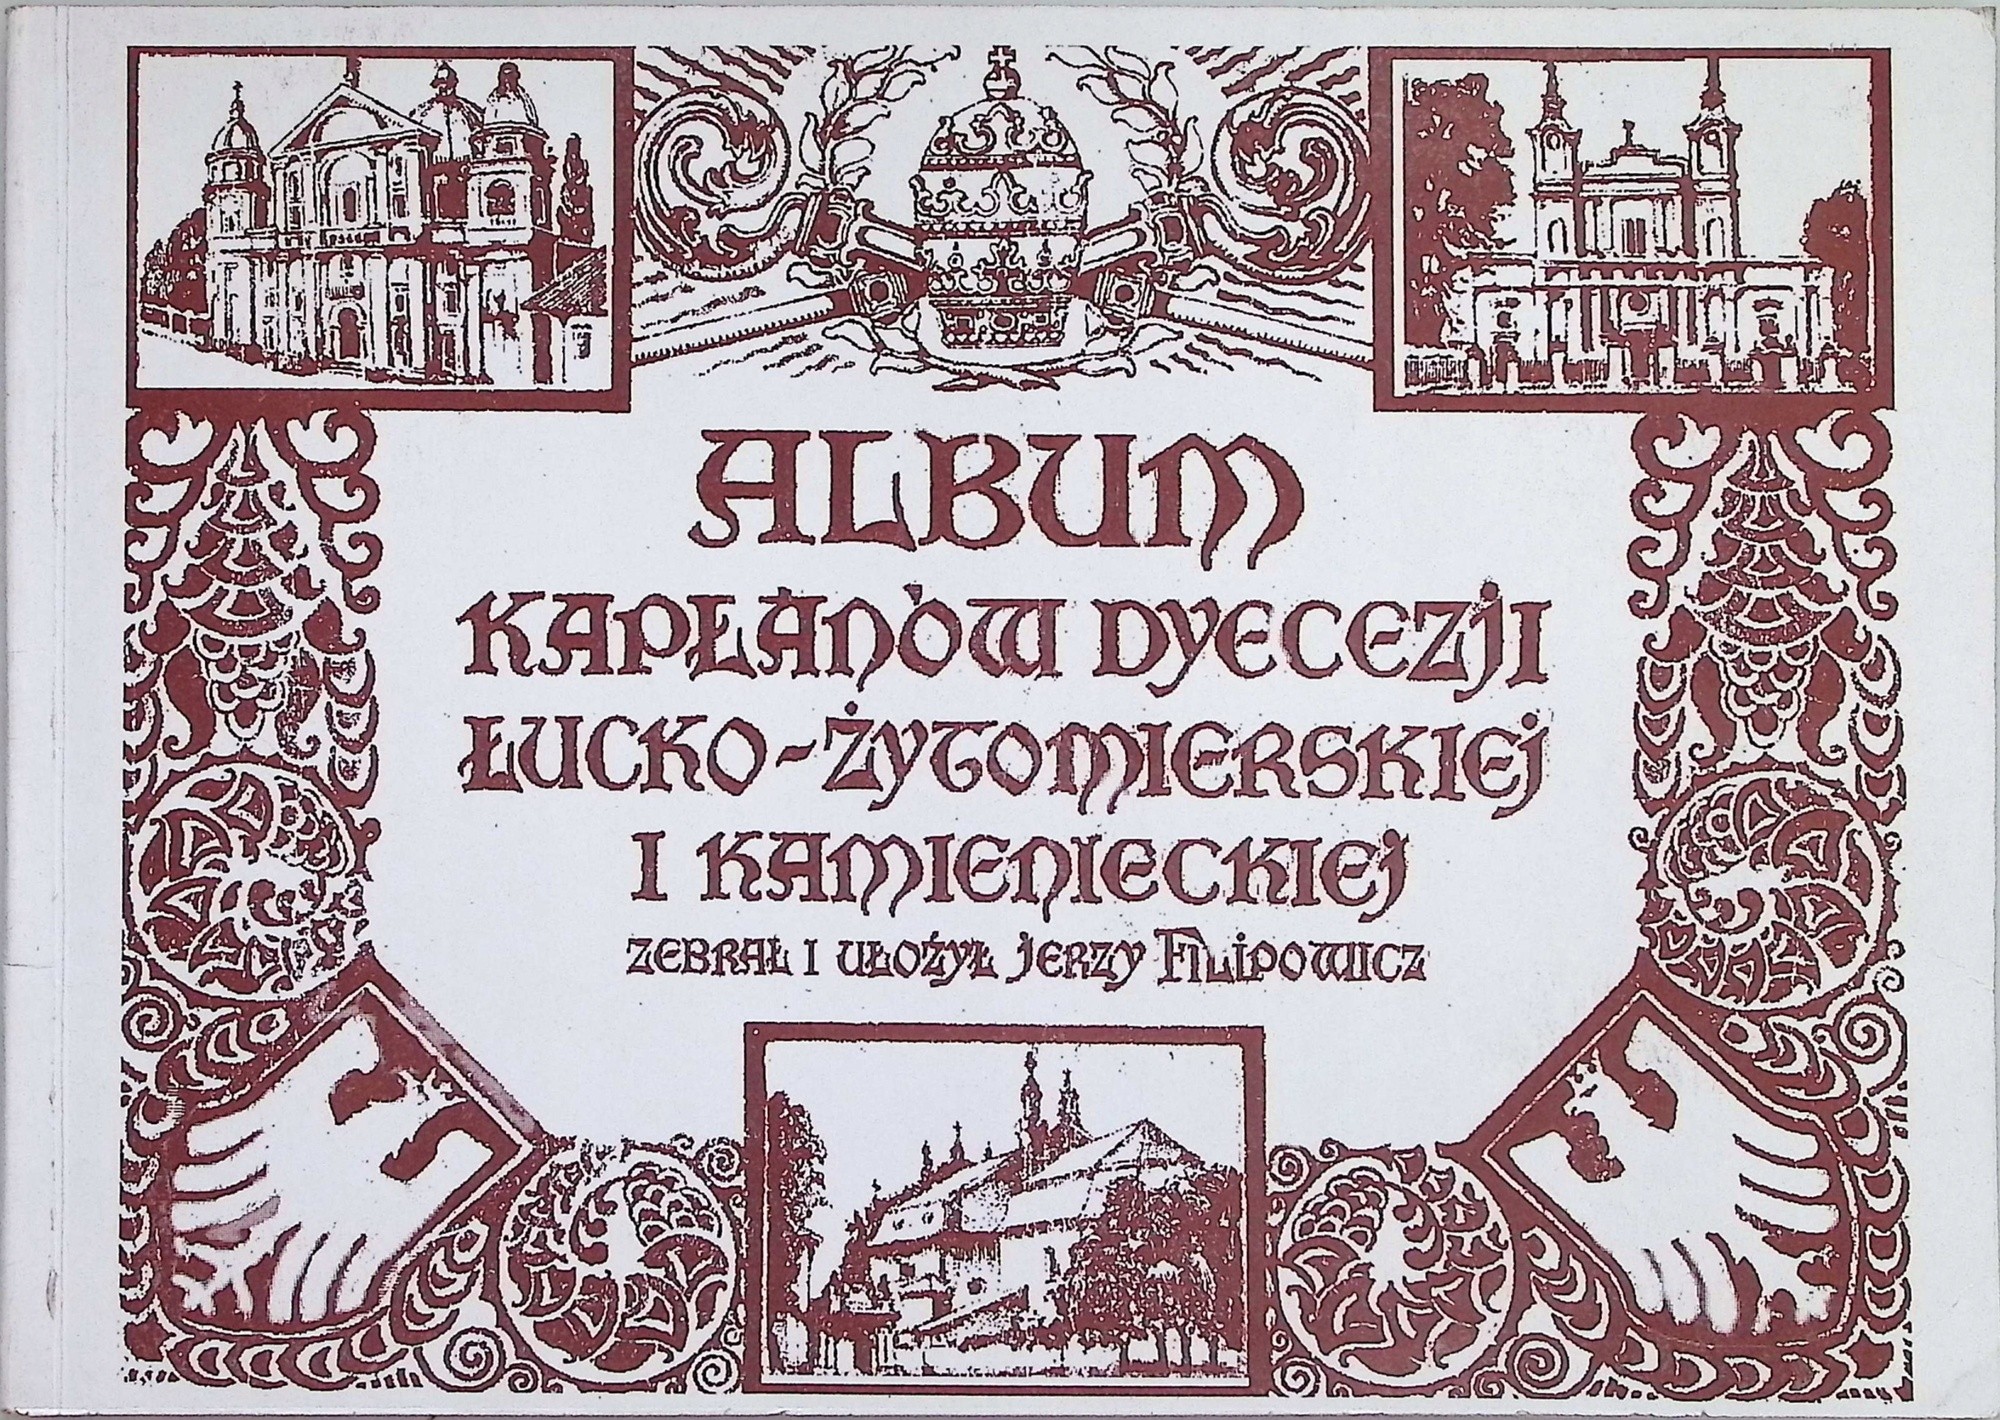 ALBUM
KAPŁANÓW DYECEZJI
ŁUCKO-ŻYTOMIERSKIEJ
I KAMIENIECKIEJ
ZEBRAŁ I UŁOŻYŁ JERZY FILIPOWICZ